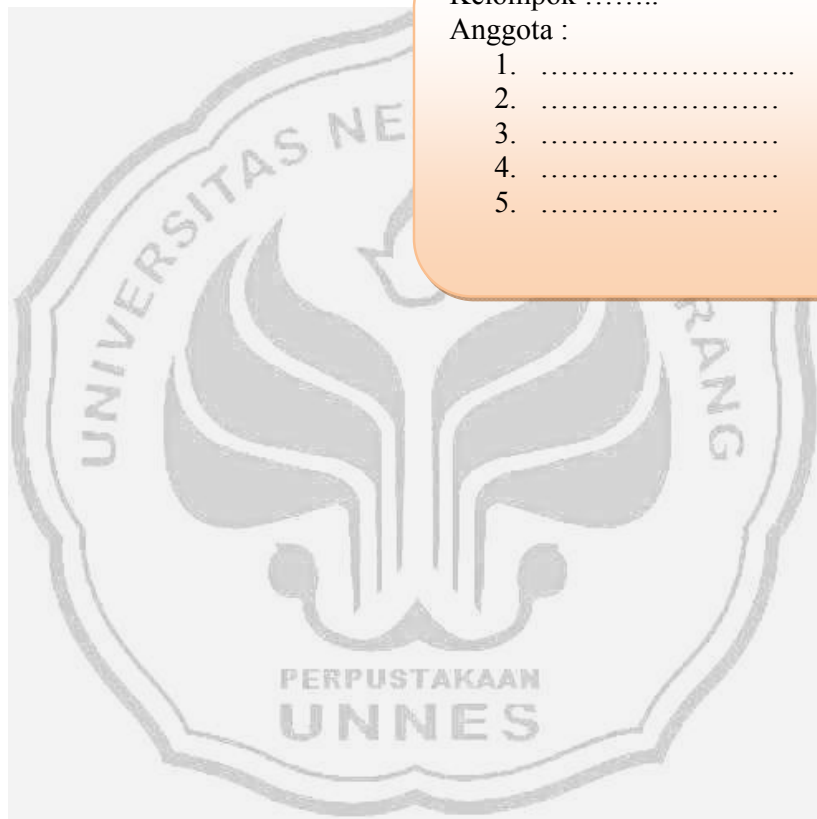 Kelompok ……..
Anggota :
1. ……………………..
2. ……………………
3. ……………………
4. ……………………
5. ……………………
UNIVERSITAS NE
RANG
PERPUSTAKAAN
UNNES